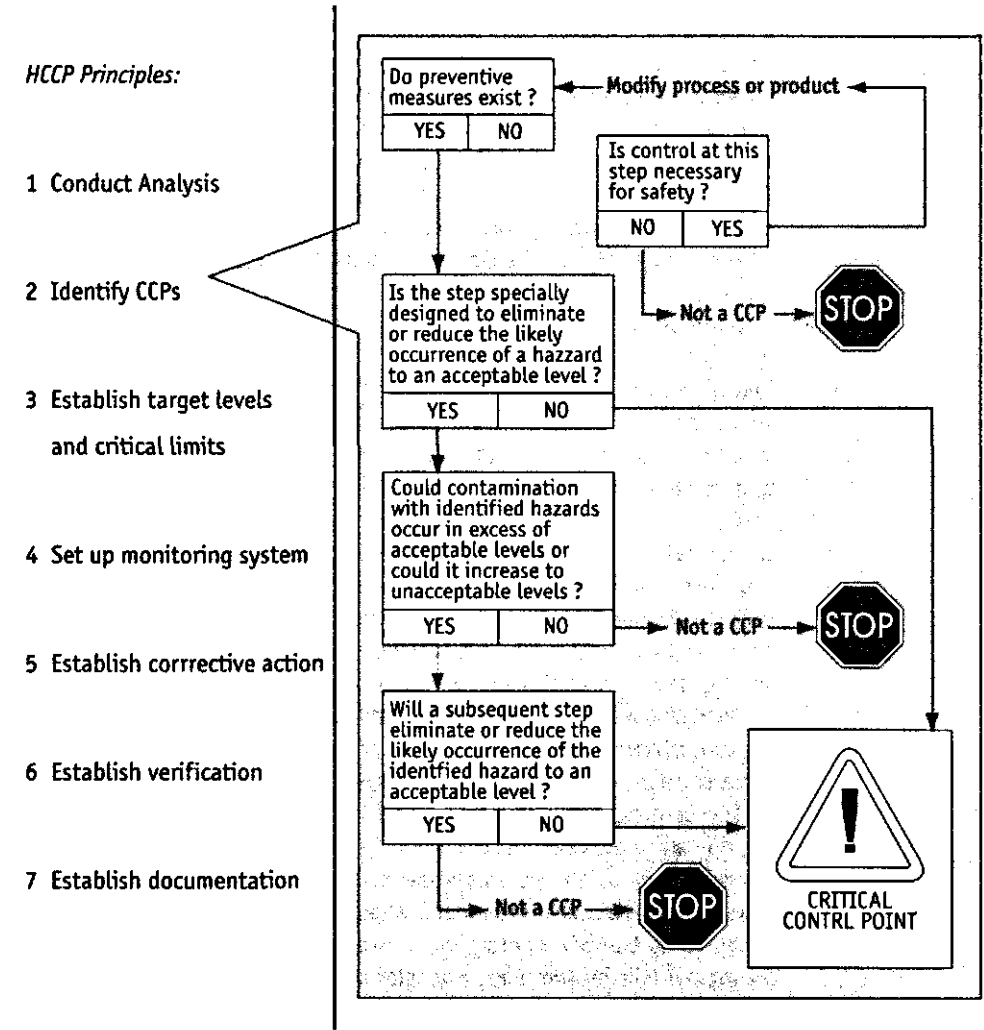 HCCP Principles:
1 Conduct Analysis
2 Identify CCPs
3 Establish target levels
and critical limits
4 Set up monitoring system
5 Establish corrrective action
6 Establish verification
7 Establish documentation
Do preventive
measures exist ?
YES NO
Modify process or product
Is control at this
step necessary
for safety ?
NO YES
Not a CCP
STOP
Is the step specially
designed to eliminate
or reduce the likely
occurrence of a hazzard
to an acceptable level ?
YES NO
Could contamination
with identified hazards
occur in excess of
acceptable levels or
could it increase to
unacceptable levels ?
YES NO
Not a CCP
STOP
Will a subsequent step
eliminate or reduce the
likely occurrence of the
identfied hazard to an
acceptable level ?
YES NO
Not a CCP
STOP
CRITICAL
CONTRL POINT